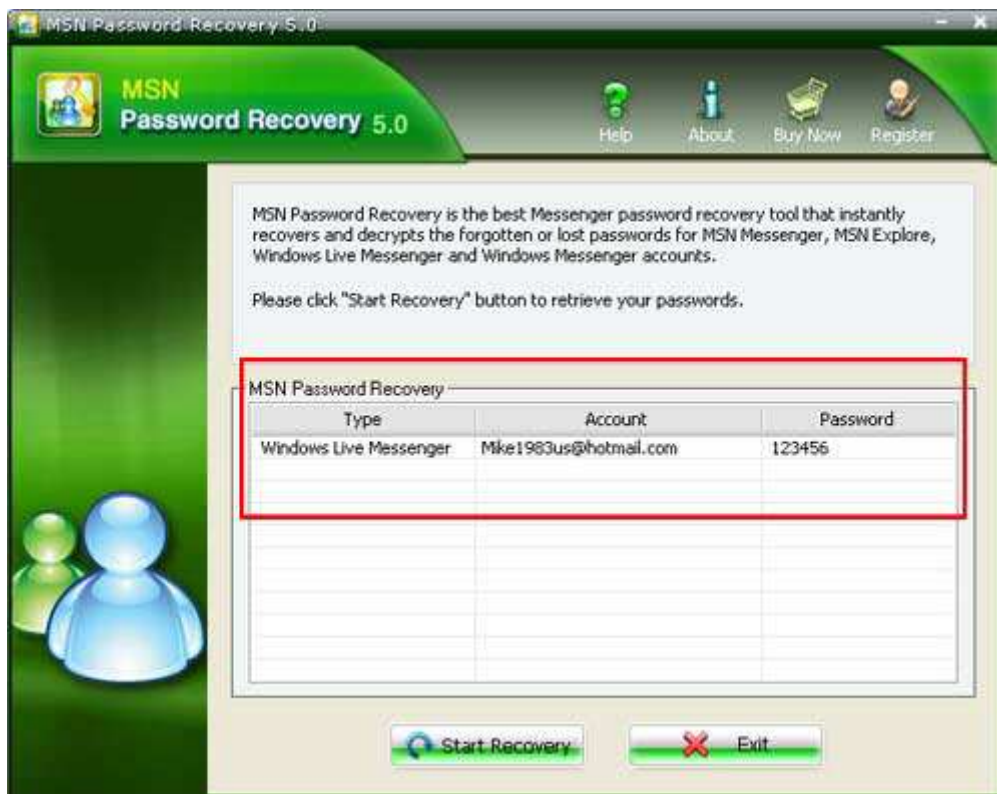 MSN Password Recovery 5.0
MSN
Password Recovery 5.0
Help
About
Buy Now
Register
MSN Password Recovery is the best Messenger password recovery tool that instantly
recovers and decrypts the forgotten or lost passwords for MSN Messenger, MSN Explore,
Windows Live Messenger and Windows Messenger accounts.
Please click "Start Recovery" button to retrieve your passwords.
MSN Password Recovery
Type Account Password
Windows Live Messenger Mike1983us@hotmail.com 123456
Start Recovery
Exit